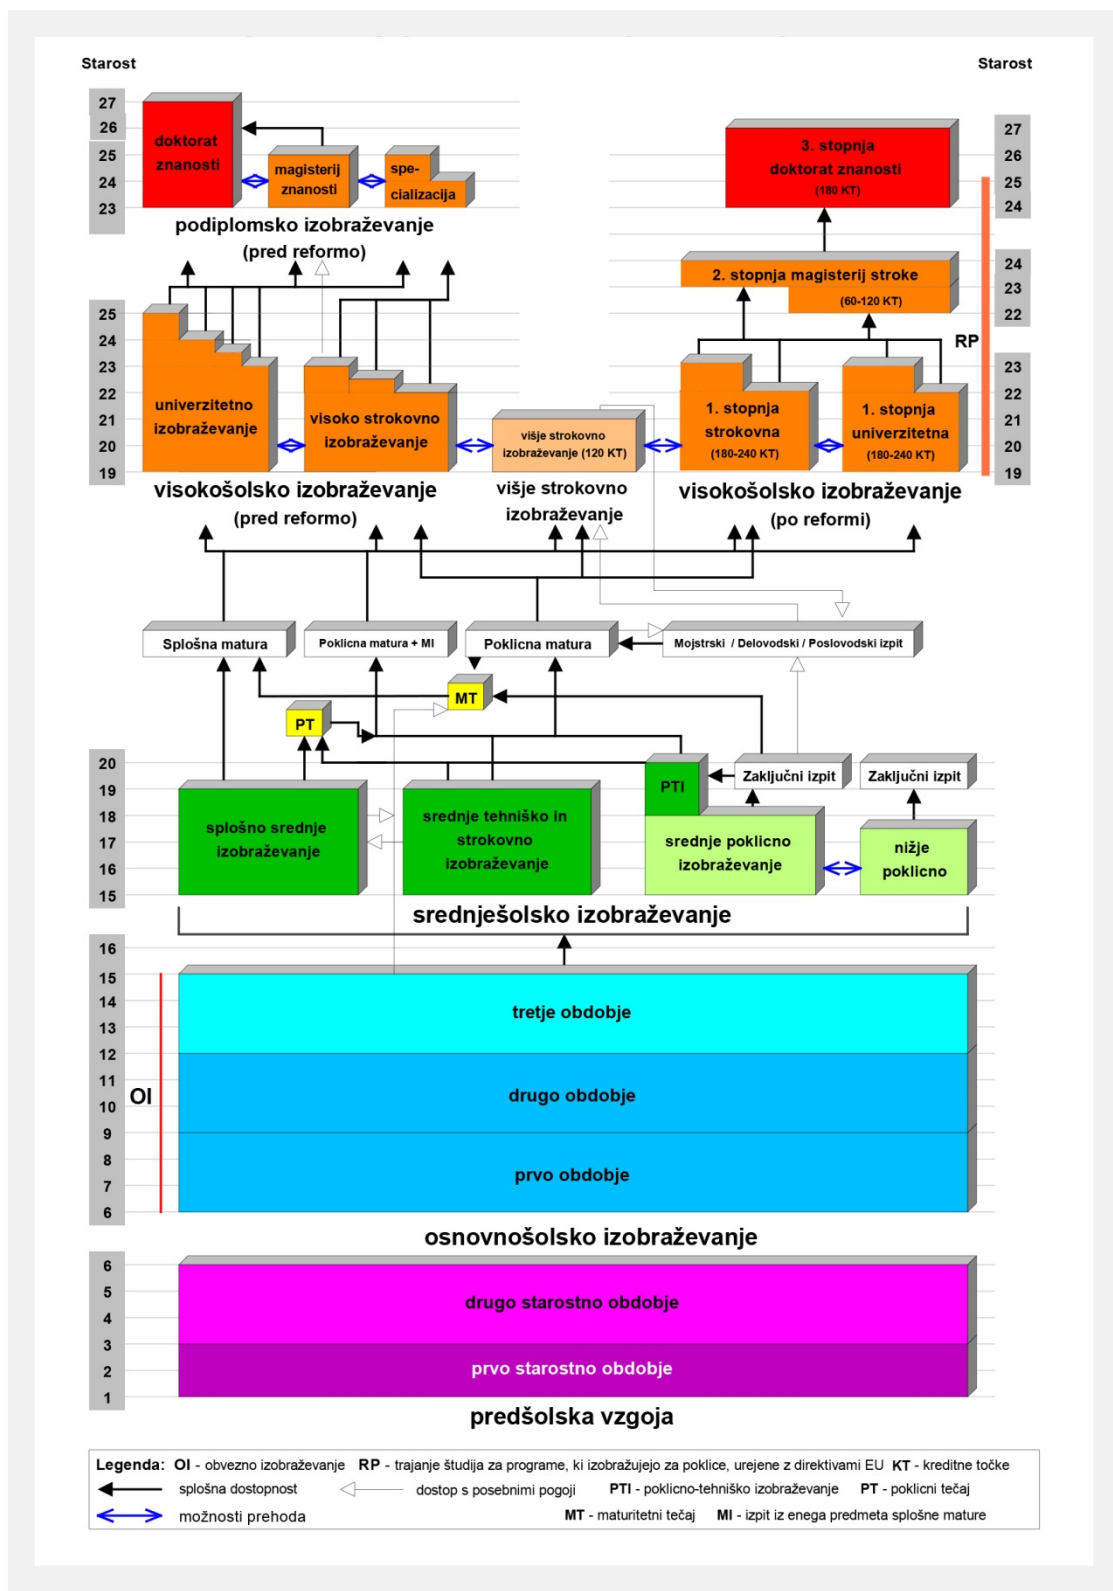 Starost
Starost
27
26
25
24
23
doktorat
znanosti
magisterij
znanosti
spe-
cializacija
podiplomsko izobraževanje
(pred reformo)
3. stopnja
doktorat znanosti
(180 KT)
27
26
25
24
2. stopnja magisterij stroke
(60-120 KT)
24
23
22
RP
25
24
23
22
21
20
19
univerzitetno
izobraževanje
visoko strokovno
izobraževanje
višje strokovno
izobraževanje (120 KT)
1. stopnja
strokovna
(180-240 KT)
1. stopnja
univerzitetna
(180-240 KT)
23
22
21
20
19
visokošolsko izobraževanje
(pred reformo)
višje strokovno
izobraževanje
visokošolsko izobraževanje
(po reformi)
Splošna matura
Poklicna matura + MI
Poklicna matura
Mojstrski / Delovodski / Poslovodski izpit
MT
PT
20
19
18
17
16
15
splošno srednje
izobraževanje
srednje tehniško in
strokovno
izobraževanje
PTI
Zaključni izpit
Zaključni izpit
srednje poklicno
izobraževanje
nižje
poklicno
srednješolsko izobraževanje
16
15
14
13
12
11
10
9
8
7
6
OI
tretje obdobje
drugo obdobje
prvo obdobje
osnovnošolsko izobraževanje
6
5
4
3
2
1
drugo starostno obdobje
prvo starostno obdobje
predšolska vzgoja
Legenda: OI - obvezno izobraževanje RP - trajanje študija za programe, ki izobražujejo za poklice, urejene z direktivami EU KT - kreditne točke
splošna dostopnost dostop s posebnimi pogoji PTI - poklicno-tehniško izobraževanje PT - poklicni tečaj
možnosti prehoda MT - maturitetni tečaj MI - izpit iz enega predmeta splošne mature